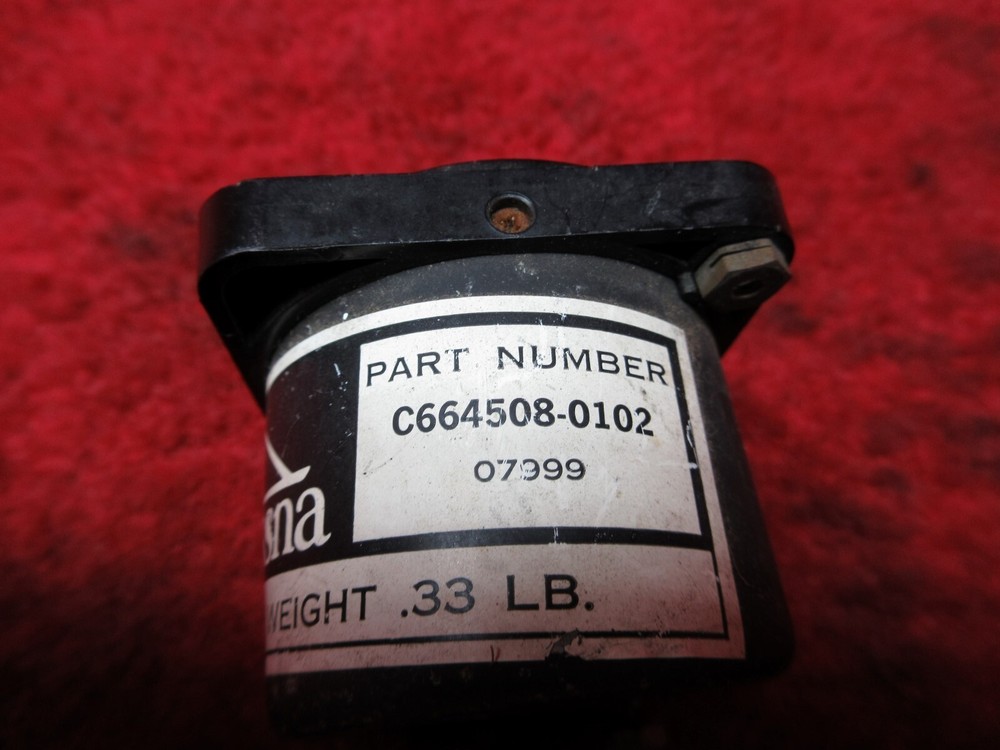 PART NUMBER
C664508-0102
07999
sna
WEIGHT .33 LB.